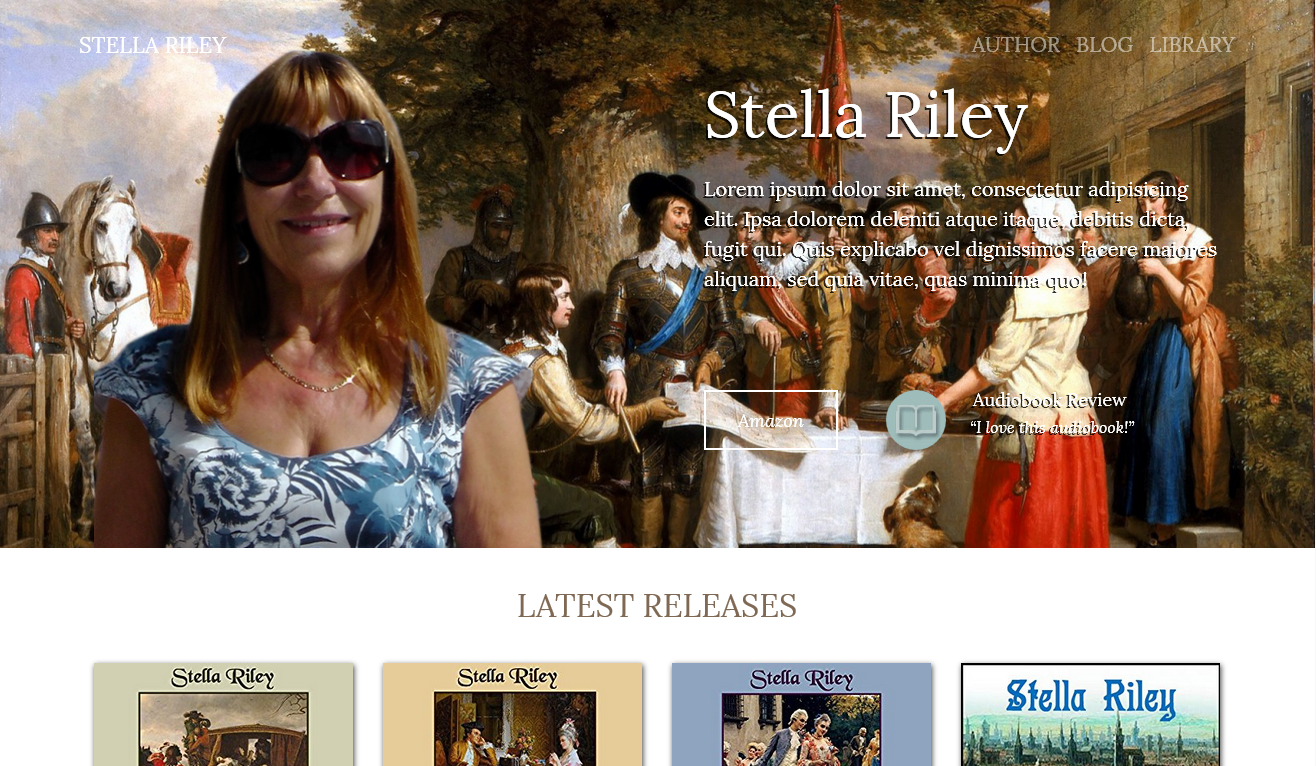 STELLA RILEY
AUTHOR BLOG LIBRARY
Stella Riley
Lorem ipsum dolor sit amet, consectetur adipisicing
elit. Ipsa dolorem deleniti atque itaque, debitis dicta,
fugit qui. Quis explicabo vel dignissimos facere maiores
aliquam, sed quia vitae, quas minima quo!
Amazon
Audiobook Review
“I love this audiobook!”
LATEST RELEASES
Stella Riley
Stella Riley
Stella Riley
Stella Riley